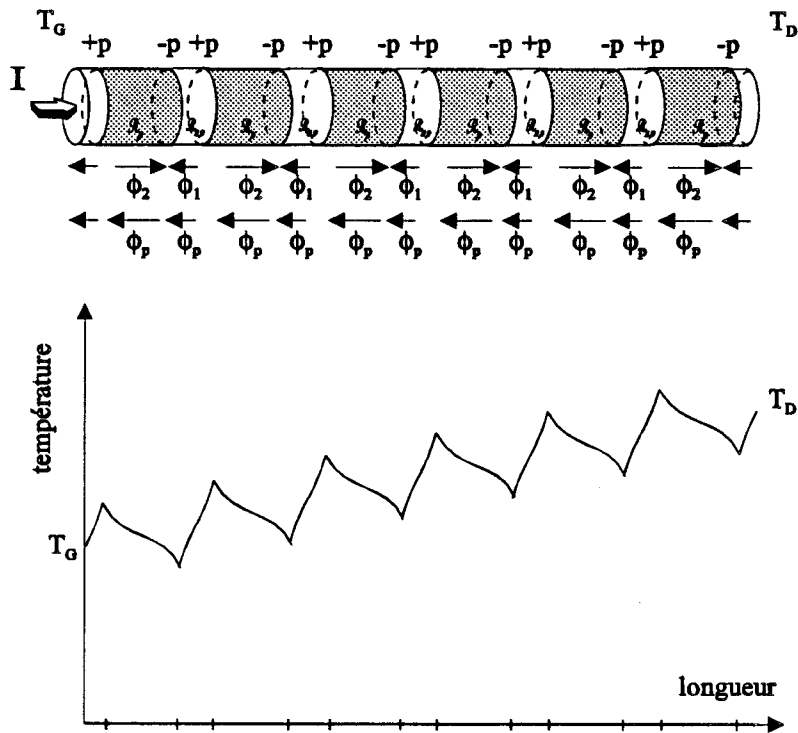 T_G T_D
+p -p +p -p +p -p +p -p +p -p +p -p
I
ϕ₂ ϕ₁ ϕ₂ ϕ₁ ϕ₂ ϕ₁ ϕ₂ ϕ₁ ϕ₂ ϕ₁ ϕ₂
ϕₚ ϕₚ ϕₚ ϕₚ ϕₚ ϕₚ ϕₚ ϕₚ ϕₚ ϕₚ ϕₚ
température
T_D
T_G
longueur